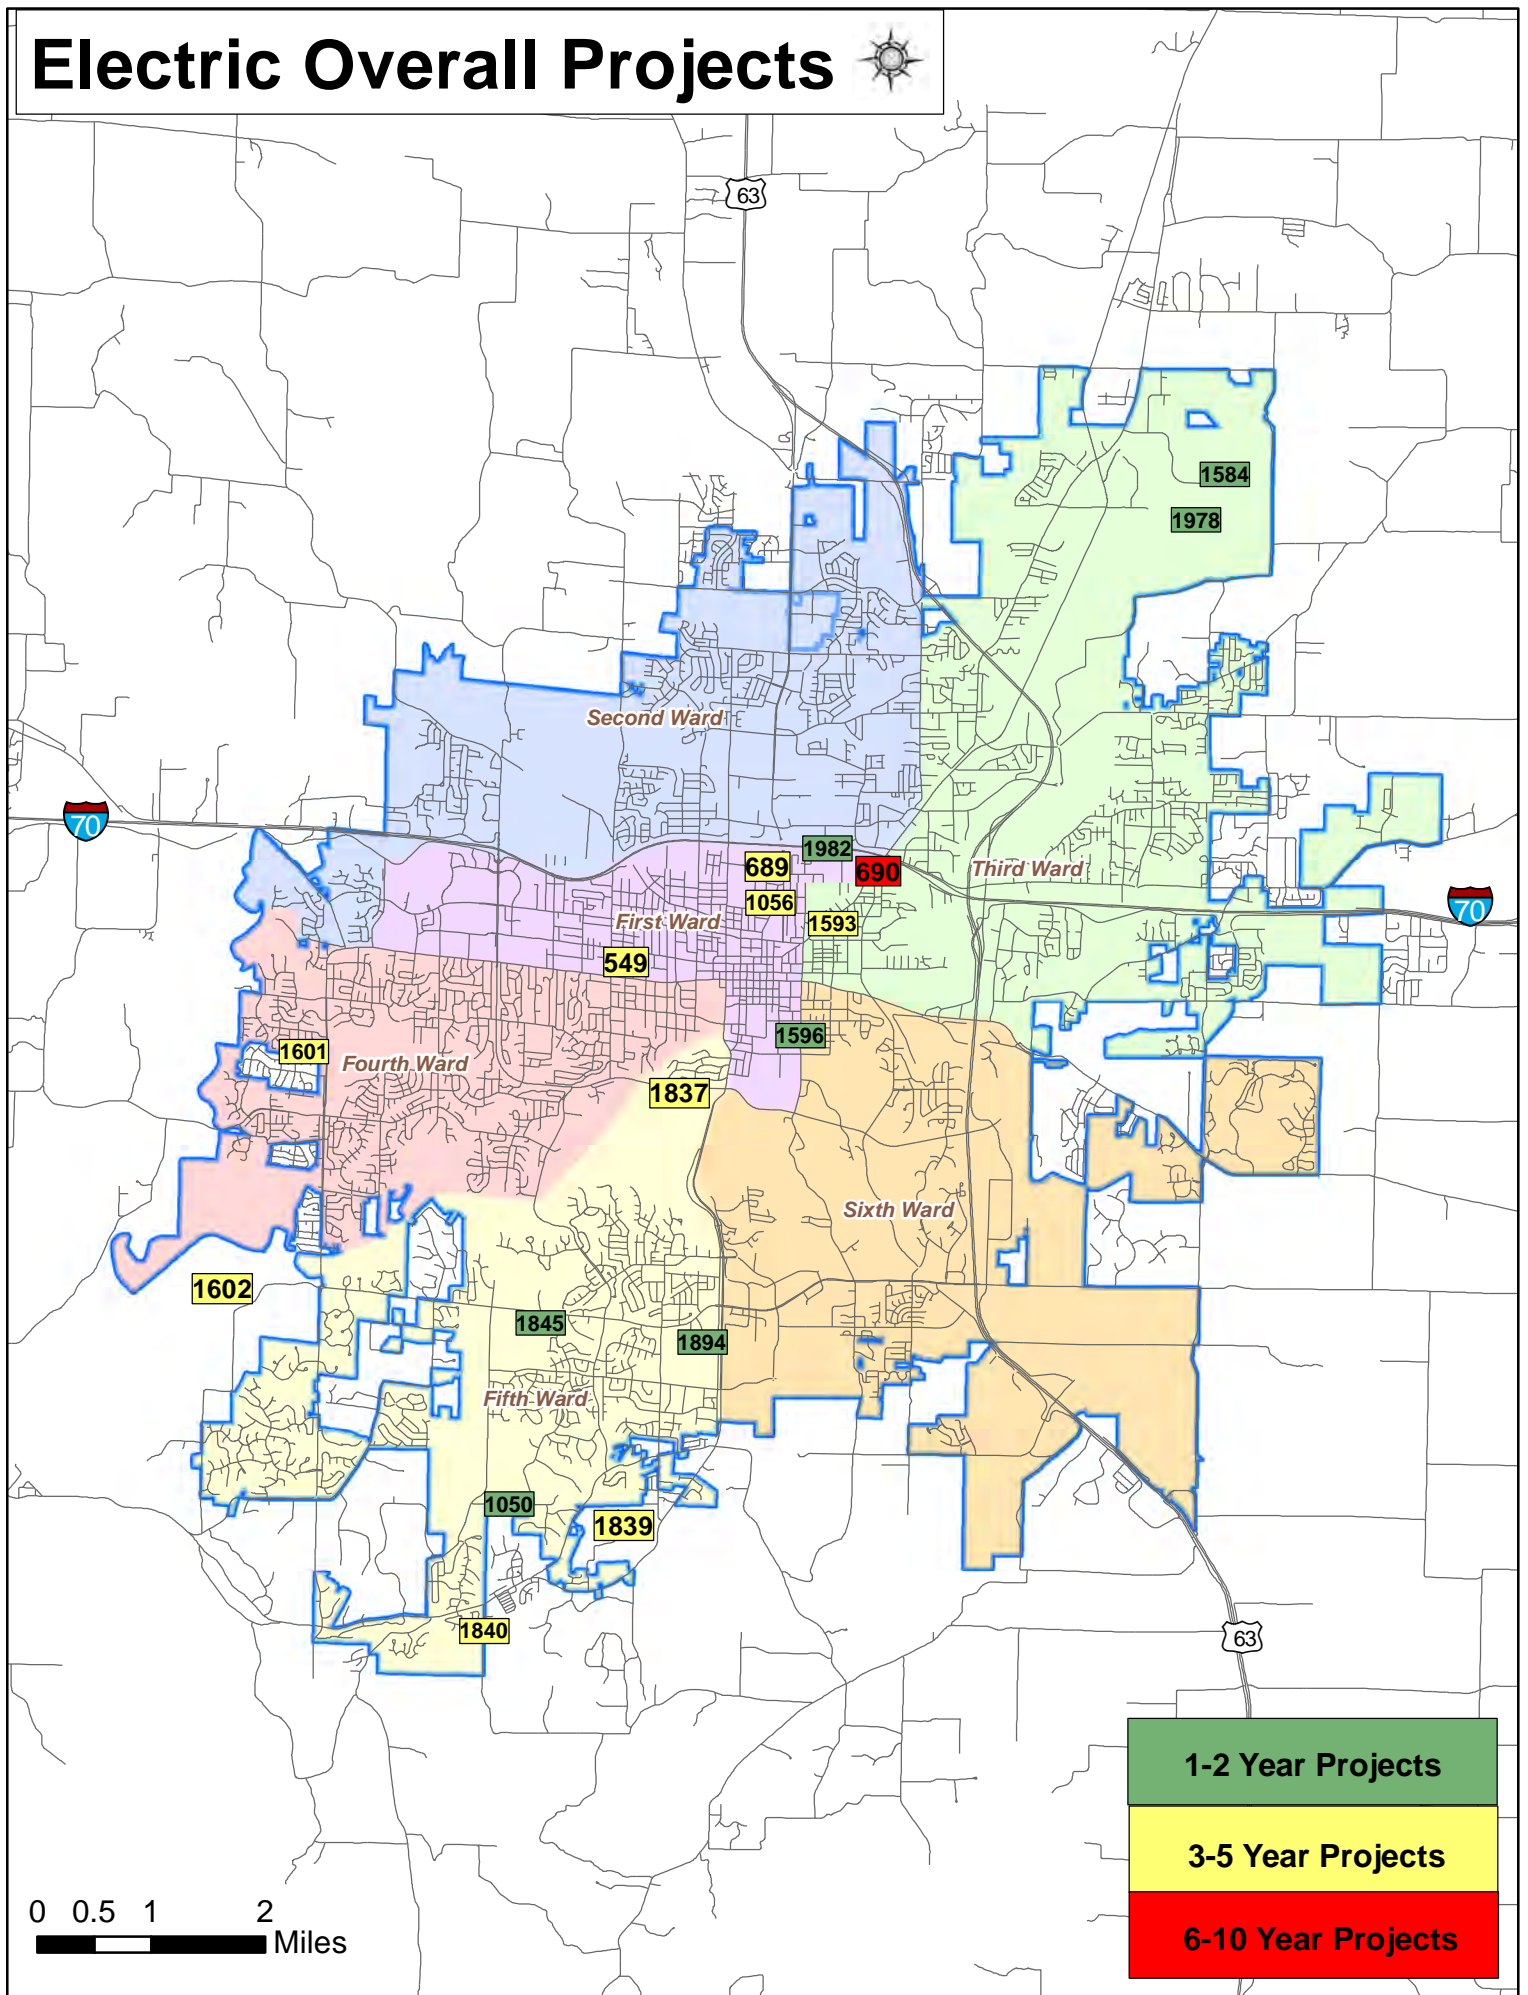 Electric Overall Projects
63
1584
1978
Second Ward
70
1982
689
690
Third Ward
1056
70
First Ward
1593
549
1596
1601
Fourth Ward
1837
Sixth Ward
1602
1845
1894
Fifth Ward
1050
1839
1840
63
1-2 Year Projects
3-5 Year Projects
6-10 Year Projects
0 0.5 1 2
Miles